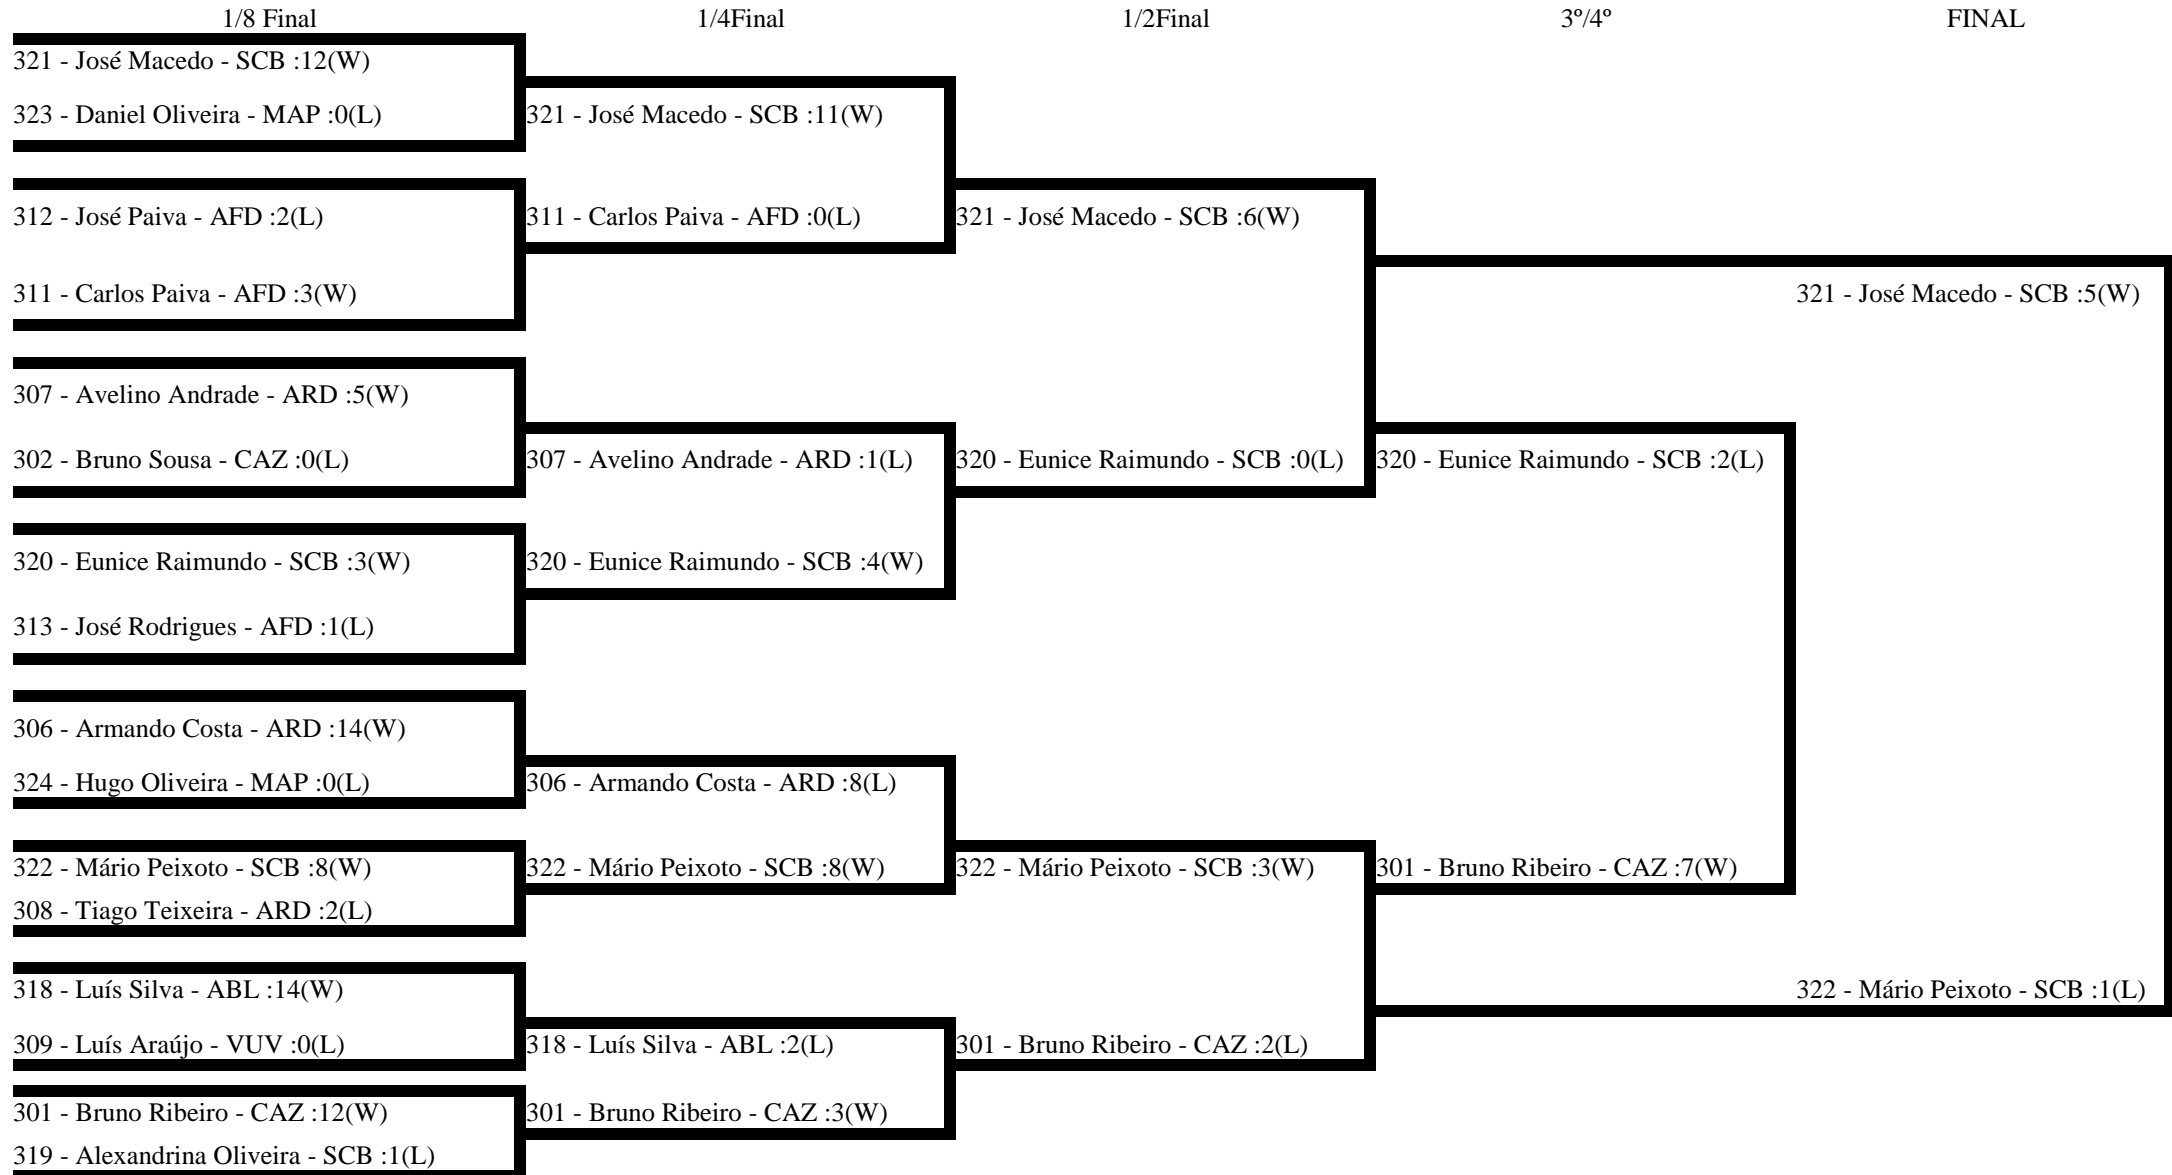 1/8 Final
1/4Final
1/2Final
3º/4º
FINAL
321 - José Macedo - SCB :12(W)
323 - Daniel Oliveira - MAP :0(L)
312 - José Paiva - AFD :2(L)
311 - Carlos Paiva - AFD :3(W)
307 - Avelino Andrade - ARD :5(W)
302 - Bruno Sousa - CAZ :0(L)
320 - Eunice Raimundo - SCB :3(W)
313 - José Rodrigues - AFD :1(L)
306 - Armando Costa - ARD :14(W)
324 - Hugo Oliveira - MAP :0(L)
322 - Mário Peixoto - SCB :8(W)
308 - Tiago Teixeira - ARD :2(L)
318 - Luís Silva - ABL :14(W)
309 - Luís Araújo - VUV :0(L)
301 - Bruno Ribeiro - CAZ :12(W)
319 - Alexandrina Oliveira - SCB :1(L)
321 - José Macedo - SCB :11(W)
311 - Carlos Paiva - AFD :0(L)
307 - Avelino Andrade - ARD :1(L)
320 - Eunice Raimundo - SCB :4(W)
306 - Armando Costa - ARD :8(L)
322 - Mário Peixoto - SCB :8(W)
318 - Luís Silva - ABL :2(L)
301 - Bruno Ribeiro - CAZ :3(W)
321 - José Macedo - SCB :6(W)
320 - Eunice Raimundo - SCB :0(L)
322 - Mário Peixoto - SCB :3(W)
301 - Bruno Ribeiro - CAZ :2(L)
320 - Eunice Raimundo - SCB :2(L)
301 - Bruno Ribeiro - CAZ :7(W)
321 - José Macedo - SCB :5(W)
322 - Mário Peixoto - SCB :1(L)